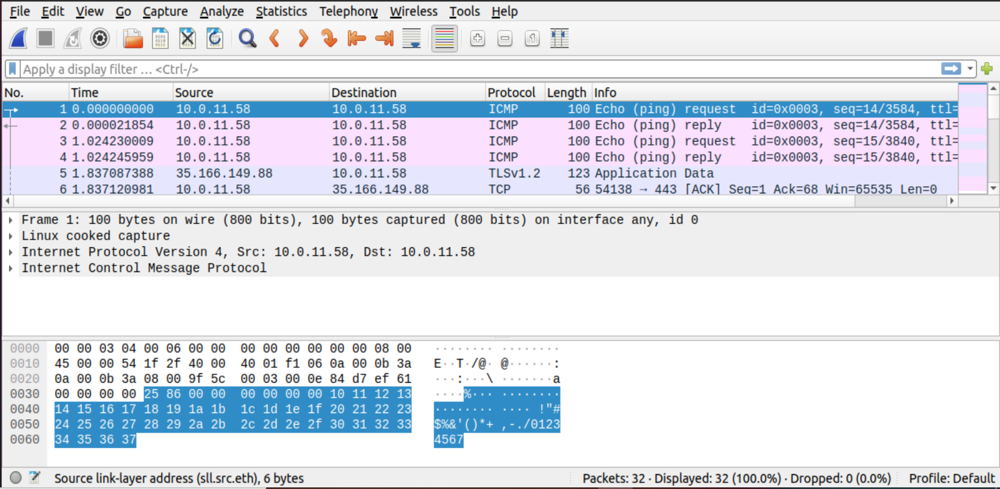 File Edit View Go Capture Analyze Statistics Telephony Wireless Tools Help
Apply a display filter ... <Ctrl-/>
No. Time Source Destination Protocol Length Info
1 0.000000000 10.0.11.58 10.0.11.58 ICMP 100 Echo (ping) request id=0x0003, seq=14/3584, ttl=
2 0.000021854 10.0.11.58 10.0.11.58 ICMP 100 Echo (ping) reply id=0x0003, seq=14/3584, ttl=
3 1.024230009 10.0.11.58 10.0.11.58 ICMP 100 Echo (ping) request id=0x0003, seq=15/3840, ttl=
4 1.024245959 10.0.11.58 10.0.11.58 ICMP 100 Echo (ping) reply id=0x0003, seq=15/3840, ttl=
5 1.837087388 35.166.149.88 10.0.11.58 TLSv1.2 123 Application Data
6 1.837120981 10.0.11.58 35.166.149.88 TCP 56 54138 → 443 [ACK] Seq=1 Ack=68 Win=65535 Len=0
Frame 1: 100 bytes on wire (800 bits), 100 bytes captured (800 bits) on interface any, id 0
Linux cooked capture
Internet Protocol Version 4, Src: 10.0.11.58, Dst: 10.0.11.58
Internet Control Message Protocol
0000 00 00 03 04 00 06 00 00 00 00 00 00 00 00 08 00 ········ ········
0010 45 00 00 54 1f 2f 40 00 40 01 f1 06 0a 00 0b 3a E··T·/@· @······:
0020 0a 00 0b 3a 08 00 9f 5c 00 03 00 0e 84 d7 ef 61 ···:···\ ·······a
0030 00 00 00 00 25 86 00 00 00 00 00 00 10 11 12 13 ····%··· ········
0040 14 15 16 17 18 19 1a 1b 1c 1d 1e 1f 20 21 22 23 ········ ···· !"#
0050 24 25 26 27 28 29 2a 2b 2c 2d 2e 2f 30 31 32 33 $%&'()*+ ,-./0123
0060 34 35 36 37 4567
Source link-layer address (sll.src.eth), 6 bytes Packets: 32 · Displayed: 32 (100.0%) · Dropped: 0 (0.0%) Profile: Default